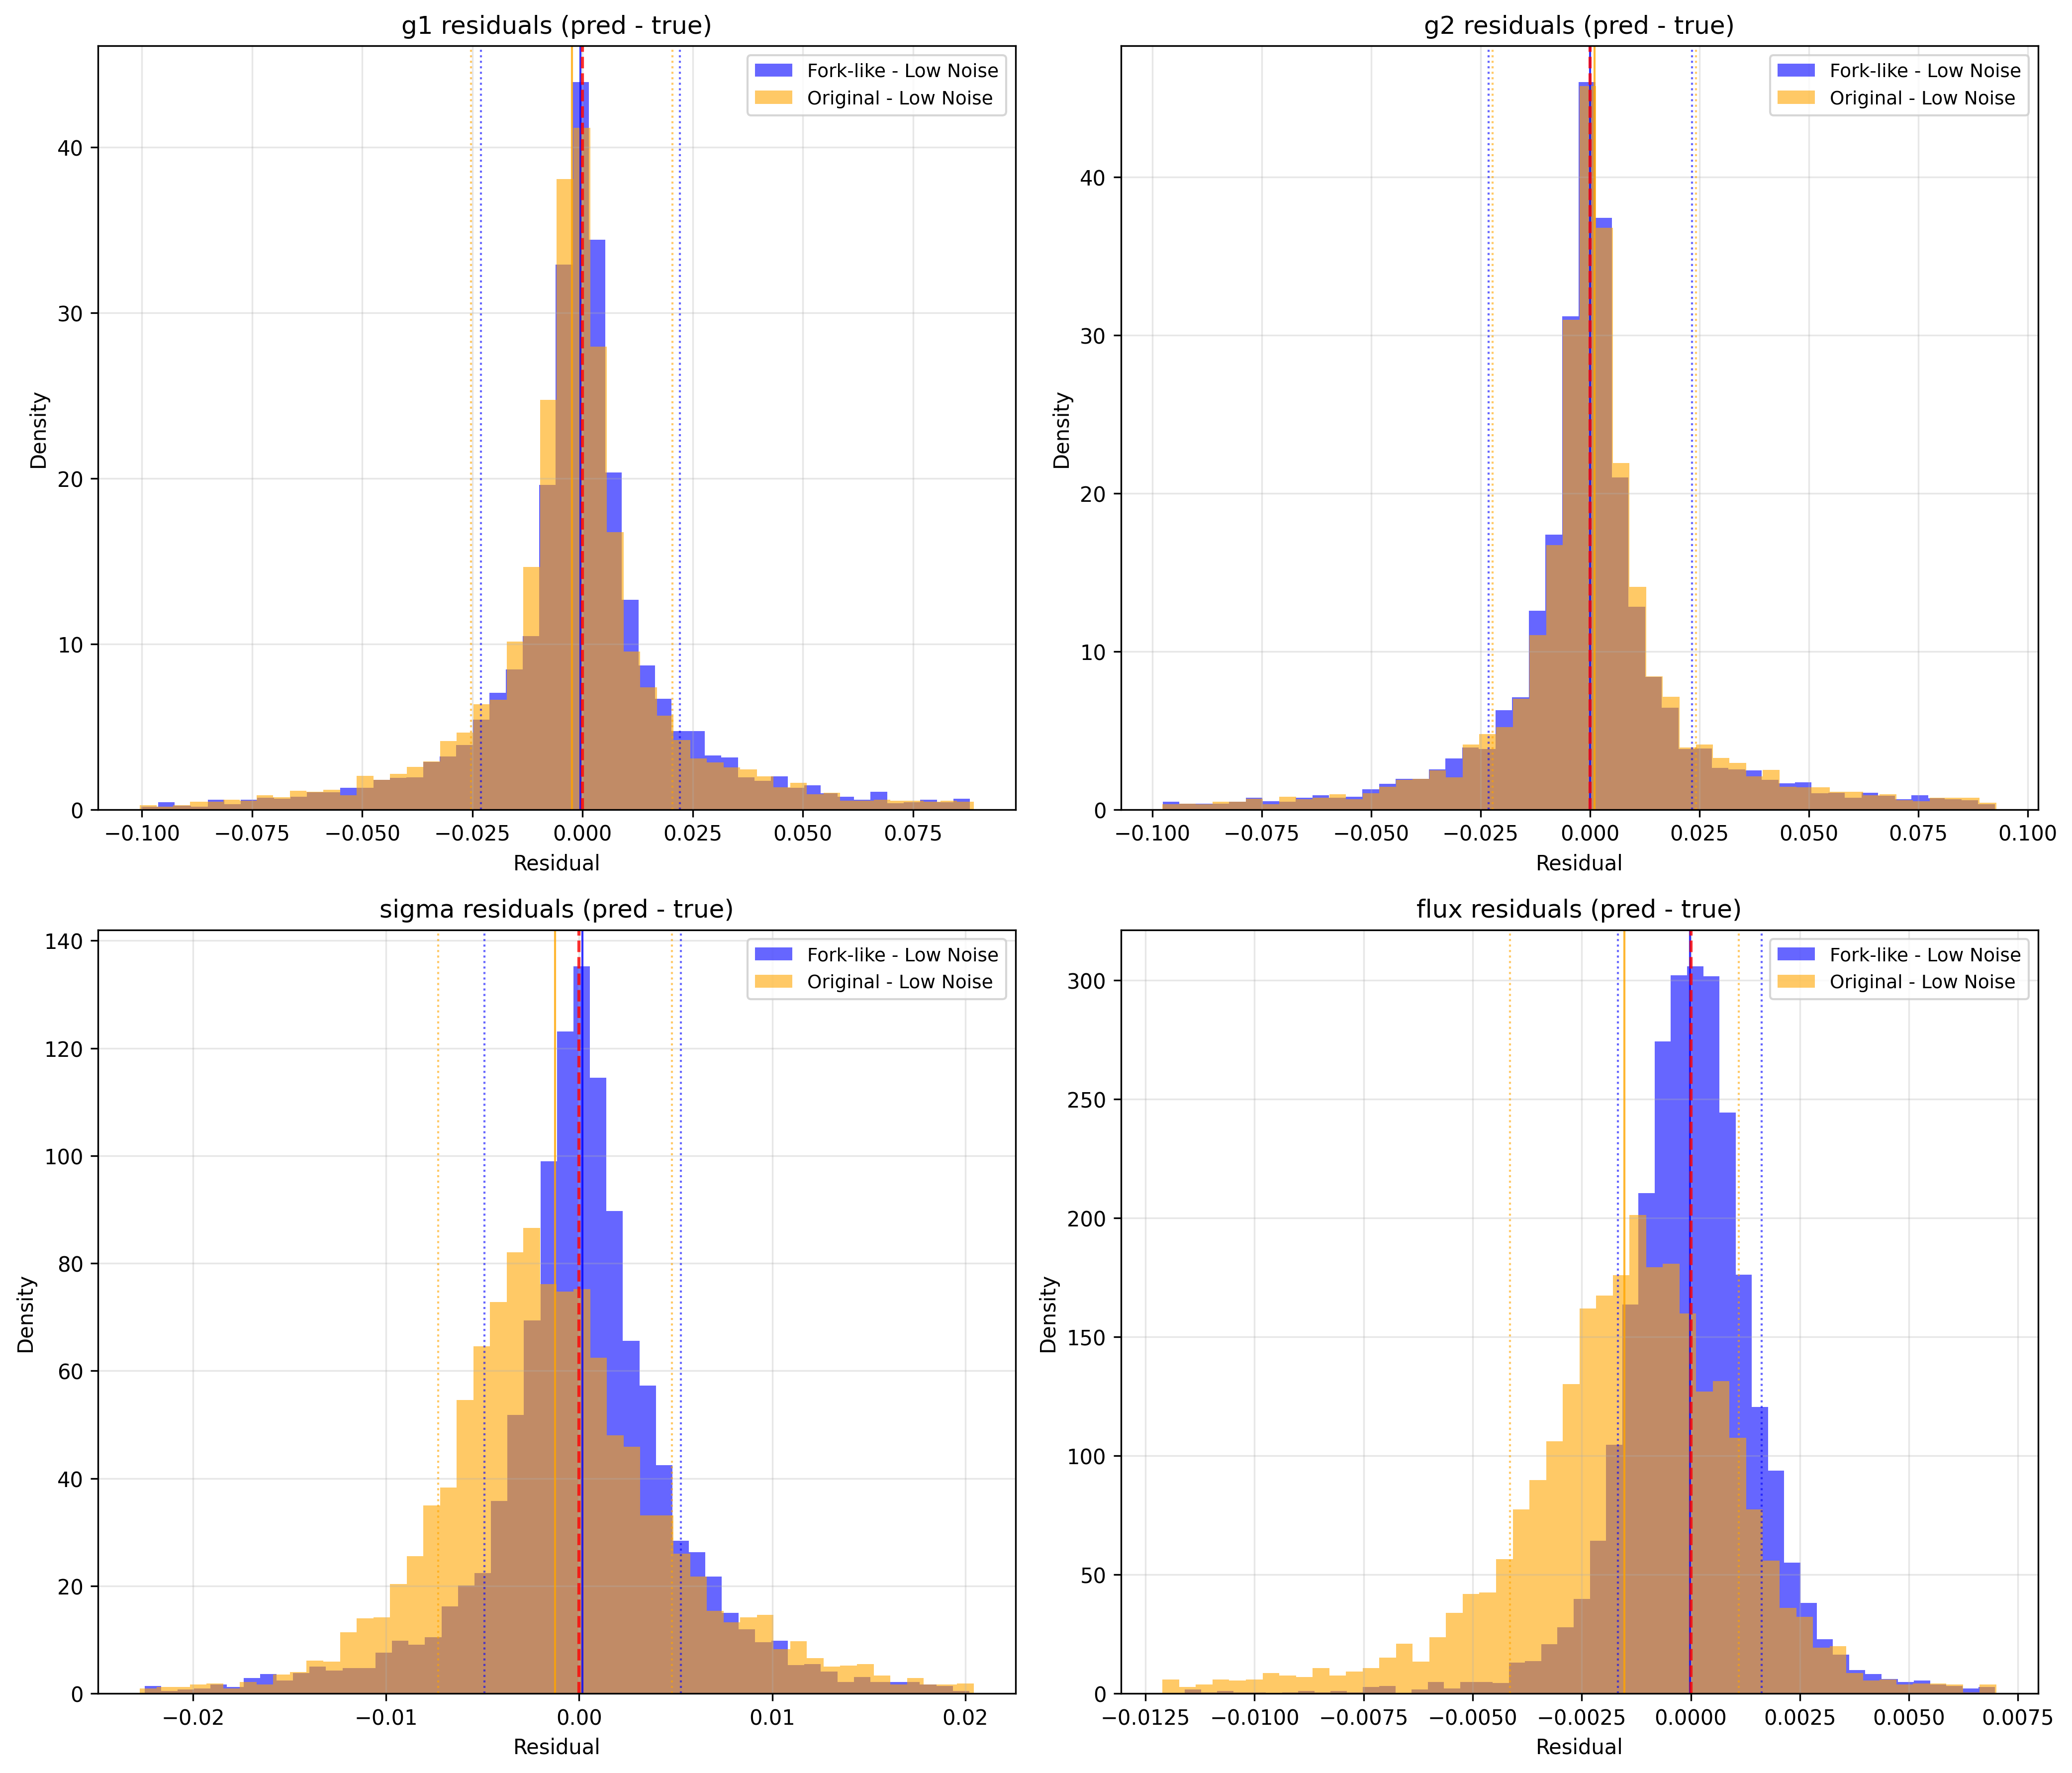 g1 residuals (pred - true)
Density
40
30
20
10
0
Fork-like - Low Noise
Original - Low Noise
−0.100 −0.075 −0.050 −0.025 0.000 0.025 0.050 0.075
Residual
g2 residuals (pred - true)
Density
40
30
20
10
0
Fork-like - Low Noise
Original - Low Noise
−0.100 −0.075 −0.050 −0.025 0.000 0.025 0.050 0.075 0.100
Residual
sigma residuals (pred - true)
Density
140
120
100
80
60
40
20
0
Fork-like - Low Noise
Original - Low Noise
−0.02 −0.01 0.00 0.01 0.02
Residual
flux residuals (pred - true)
Density
300
250
200
150
100
50
0
Fork-like - Low Noise
Original - Low Noise
−0.0125 −0.0100 −0.0075 −0.0050 −0.0025 0.0000 0.0025 0.0050 0.0075
Residual